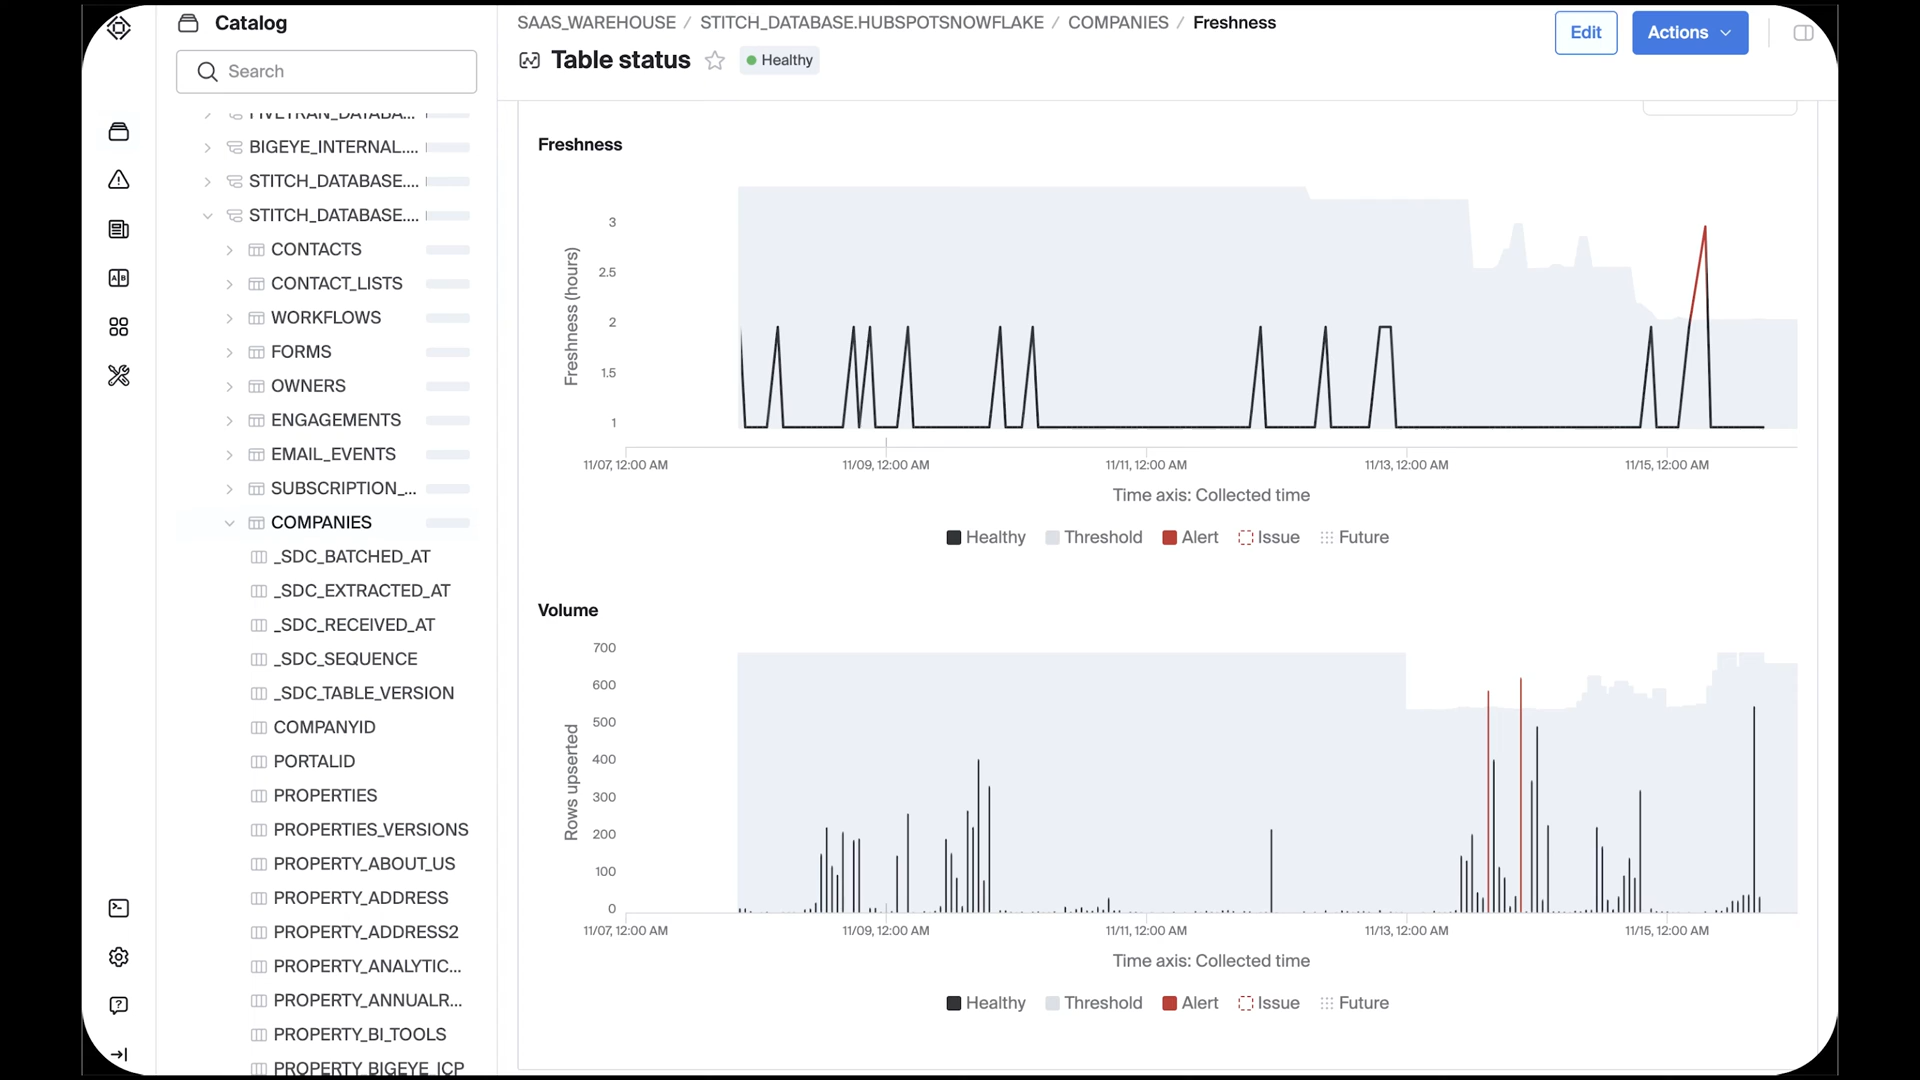 Catalog
Search
FIVETRAN_DATABA...
BIGEYE_INTERNAL....
STITCH_DATABASE....
STITCH_DATABASE....
CONTACTS
CONTACT_LISTS
WORKFLOWS
FORMS
OWNERS
ENGAGEMENTS
EMAIL_EVENTS
SUBSCRIPTION_...
COMPANIES
_SDC_BATCHED_AT
_SDC_EXTRACTED_AT
_SDC_RECEIVED_AT
_SDC_SEQUENCE
_SDC_TABLE_VERSION
COMPANYID
PORTALID
PROPERTIES
PROPERTIES_VERSIONS
PROPERTY_ABOUT_US
PROPERTY_ADDRESS
PROPERTY_ADDRESS2
PROPERTY_ANALYTIC...
PROPERTY_ANNUALR...
PROPERTY_BI_TOOLS
PROPERTY_BIGEYE_ICP
SAAS_WAREHOUSE / STITCH_DATABASE.HUBSPOTSNOWFLAKE / COMPANIES / Freshness
Table status Healthy
Edit
Actions
Freshness
Freshness (hours)
3
2.5
2
1.5
1
11/07, 12:00 AM 11/09, 12:00 AM 11/11, 12:00 AM 11/13, 12:00 AM 11/15, 12:00 AM
Time axis: Collected time
Healthy Threshold Alert Issue Future
Volume
Rows upserted
700
600
500
400
300
200
100
0
11/07, 12:00 AM 11/09, 12:00 AM 11/11, 12:00 AM 11/13, 12:00 AM 11/15, 12:00 AM
Time axis: Collected time
Healthy Threshold Alert Issue Future